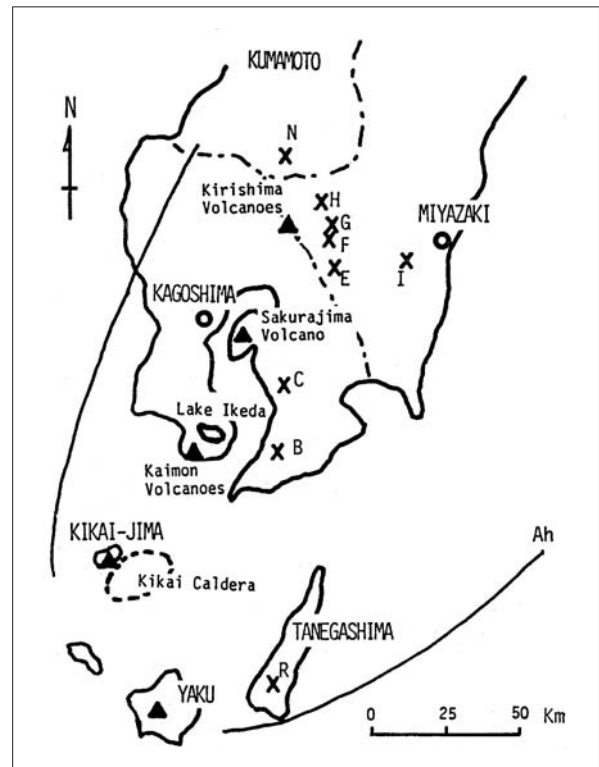 KUMAMOTO
N
N
Kirishima
Volcanoes
H
G
F
E
MIYAZAKI
I
KAGOSHIMA
Sakurajima
Volcano
C
Lake Ikeda
B
Kaimon
Volcanoes
KIKAI-JIMA
Ah
Kikai Caldera
TANEGASHIMA
R
YAKU
0 25 50 Km